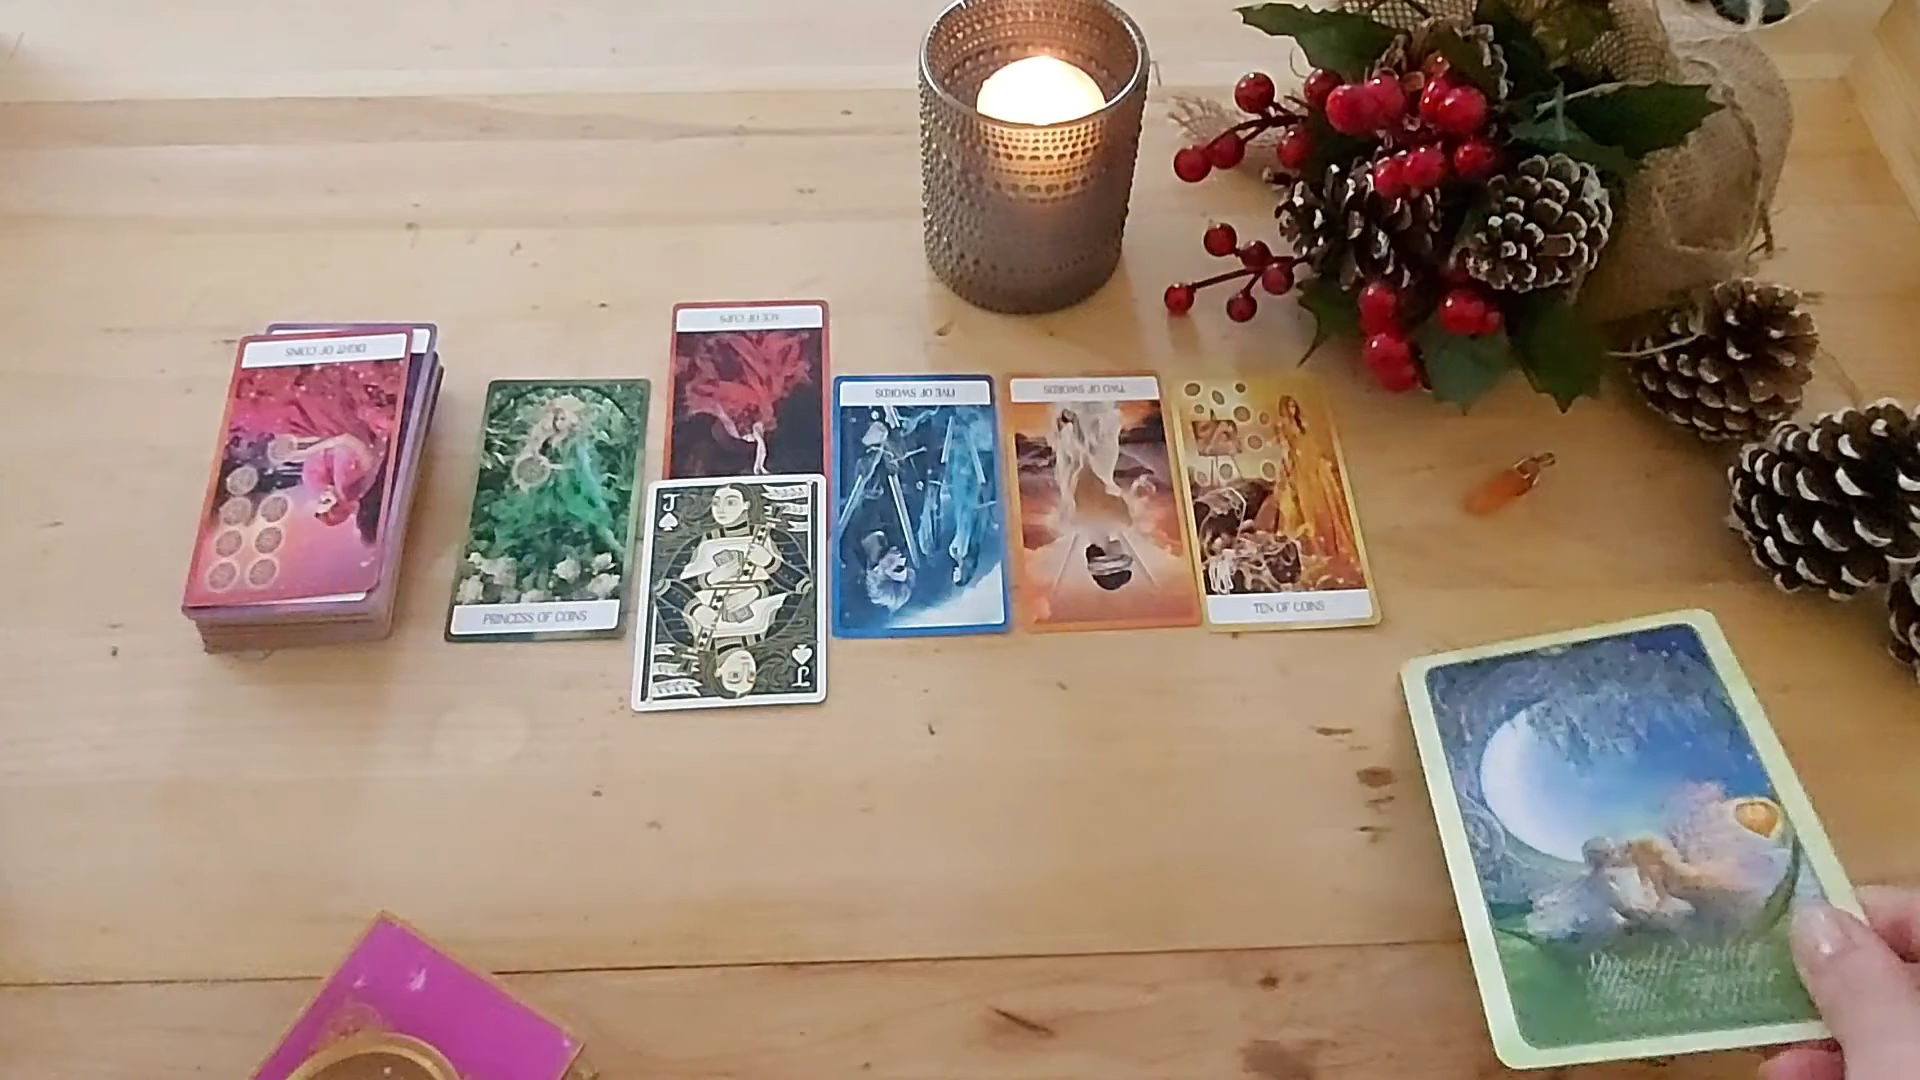 ACE OF CUPS
EIGHT OF COINS
FIVE OF SWORDS
TWO OF SWORDS
J
PRINCESS OF COINS
TEN OF COINS
J